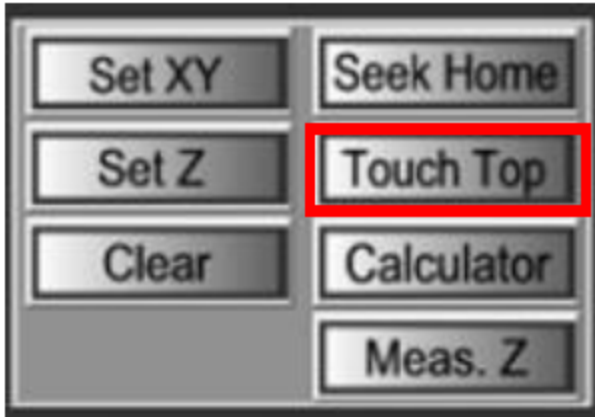 Set XY
Seek Home
Set Z
Touch Top
Clear
Calculator
Meas. Z